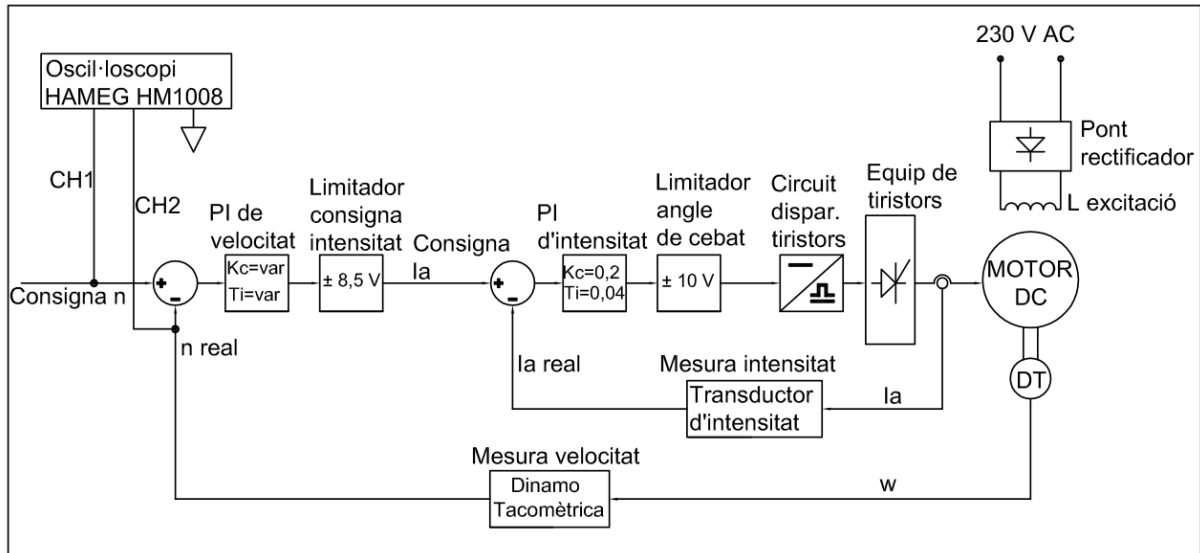 230 V AC
Oscil·loscopi
HAMEG HM1008
Pont
rectificador
L excitació
CH1
CH2
PI de
velocitat
Limitador
consigna
intensitat
Consigna
Ia
PI
d'intensitat
Limitador
angle
de cebat
Circuit
dispar.
tiristors
Equip de
tiristors
Kc=var
Ti=var
± 8,5 V
Kc=0,2
Ti=0,04
± 10 V
MOTOR
DC
Consigna n
n real
Ia real
Mesura intensitat
Transductor
d'intensitat
Ia
DT
Mesura velocitat
Dinamo
Tacomètrica
w